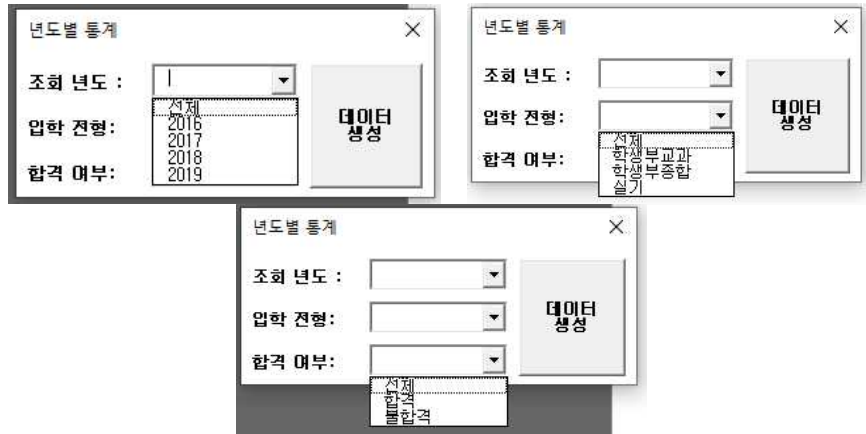 년도별 통계
조회 년도 :
전체
2016
2017
2018
2019
입학 전형:
합격 여부:
데이터
생성
년도별 통계
조회 년도 :
입학 전형:
전체
학생부교과
학생부종합
실기
합격 여부:
데이터
생성
년도별 통계
조회 년도 :
입학 전형:
합격 여부:
전체
합격
불합격
데이터
생성